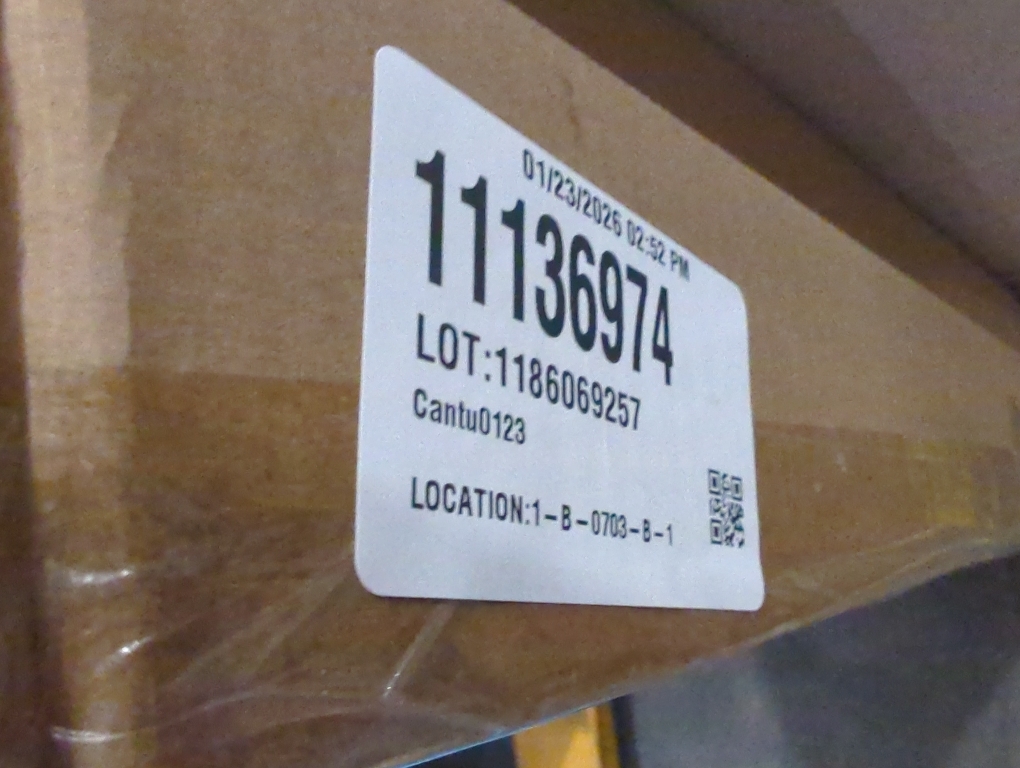 01/23/2026 02:52 PM
11136974
LOT:1186069257
Cantu0123
LOCATION:1-B-0703-B-1